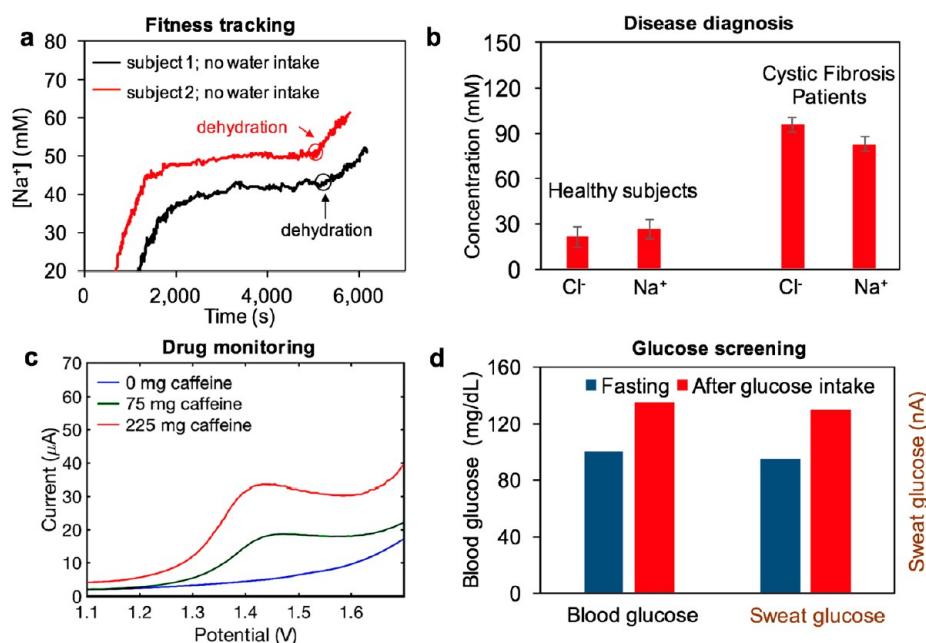 a
Fitness tracking
80
70
60
50
40
30
20
[Na⁺] (mM)
subject 1; no water intake
subject 2; no water intake
dehydration
dehydration
0
2,000
4,000
6,000
Time (s)
b
Disease diagnosis
150
120
90
60
30
0
Concentration (mM)
Healthy subjects
Cystic Fibrosis
Patients
Cl⁻
Na⁺
Cl⁻
Na⁺
c
Drug monitoring
70
60
50
40
30
20
10
0
Current (μA)
0 mg caffeine
75 mg caffeine
225 mg caffeine
1.1
1.2
1.3
1.4
1.5
1.6
Potential (V)
d
Glucose screening
160
120
80
40
0
Blood glucose (mg/dL)
Fasting
After glucose intake
Sweat glucose (nA)
Blood glucose
Sweat glucose